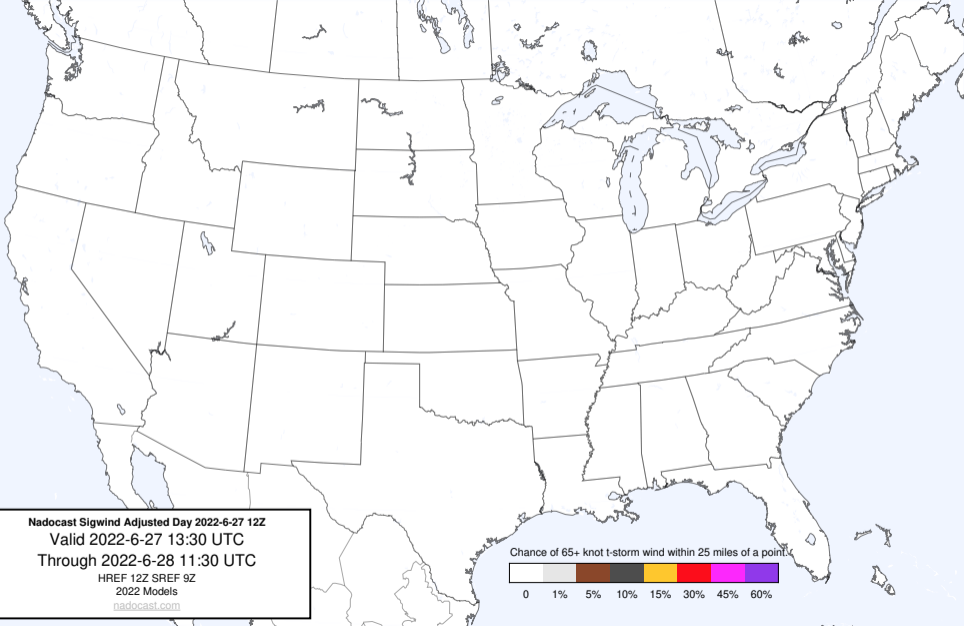 Nadocast Sigwind Adjusted Day 2022-6-27 12Z
Valid 2022-6-27 13:30 UTC
Through 2022-6-28 11:30 UTC
HREF 12Z SREF 9Z
2022 Models
nadocast.com
Chance of 65+ knot t-storm wind within 25 miles of a point.
0 1% 5% 10% 15% 30% 45% 60%